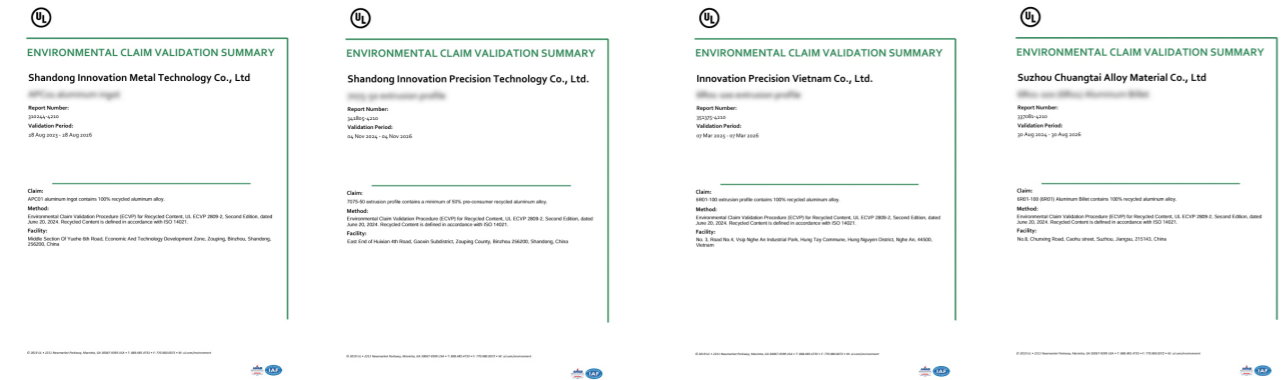 UL
ENVIRONMENTAL CLAIM VALIDATION SUMMARY
Shandong Innovation Metal Technology Co., Ltd
APC01 aluminum ingot
Report Number:
Validation Period:
28 Aug 2025 - 28 Aug 2026
Claim:
APC01 aluminum ingot contains 100% recycled aluminum alloy.
Method:
Environmental Claim Validation Procedure (ECVP) for Recycled Content, UL ECVP 2809-2, Second Edition, dated
June 20, 2024. Recycled Content is defined in accordance with ISO 14021.
Facility:
Middle Section Of Yuehe 6th Road, Economic And Technology Development Zone, Zouping, Binzhou, Shandong,
256200, China
IAF
UL
ENVIRONMENTAL CLAIM VALIDATION SUMMARY
Shandong Innovation Precision Technology Co., Ltd.
Report Number:
Validation Period:
04 Nov 2024 - 04 Nov 2026
Claim:
7075-50 extrusion profile contains a minimum of 50% pre-consumer recycled aluminum alloy.
Method:
Environmental Claim Validation Procedure (ECVP) for Recycled Content, UL ECVP 2809-2, Second Edition, dated
June 20, 2024. Recycled Content is defined in accordance with ISO 14021.
Facility:
East End of Huixian 4th Road, Gaoxin Subdistrict, Zouping County, Binzhou 256200, Shandong, China
IAF
UL
ENVIRONMENTAL CLAIM VALIDATION SUMMARY
Innovation Precision Vietnam Co., Ltd.
Report Number:
352375-4210
Validation Period:
07 Mar 2025 - 07 Mar 2026
Claim:
6R01-100 extrusion profile contains 100% recycled aluminum alloy.
Method:
Environmental Claim Validation Procedure (ECVP) for Recycled Content, UL ECVP 2809-2, Second Edition, dated
June 20, 2024. Recycled Content is defined in accordance with ISO 14021.
Facility:
No. 3, Road No.4, Vsip Nghe An Industrial Park, Hung Tay Commune, Hung Nguyen District, Nghe An, 44500,
Vietnam
IAF
UL
ENVIRONMENTAL CLAIM VALIDATION SUMMARY
Suzhou Chuangtai Alloy Material Co., Ltd
Report Number:
Validation Period:
30 Aug 2024 - 30 Aug 2026
Claim:
6R01-100 (6R01) Aluminum Billet contains 100% recycled aluminum alloy.
Method:
Environmental Claim Validation Procedure (ECVP) for Recycled Content, UL ECVP 2809-2, Second Edition, dated
June 20, 2024. Recycled Content is defined in accordance with ISO 14021.
Facility:
No.8, Chunxing Road, Caohu street, Suzhou, Jiangsu, 215143, China
IAF